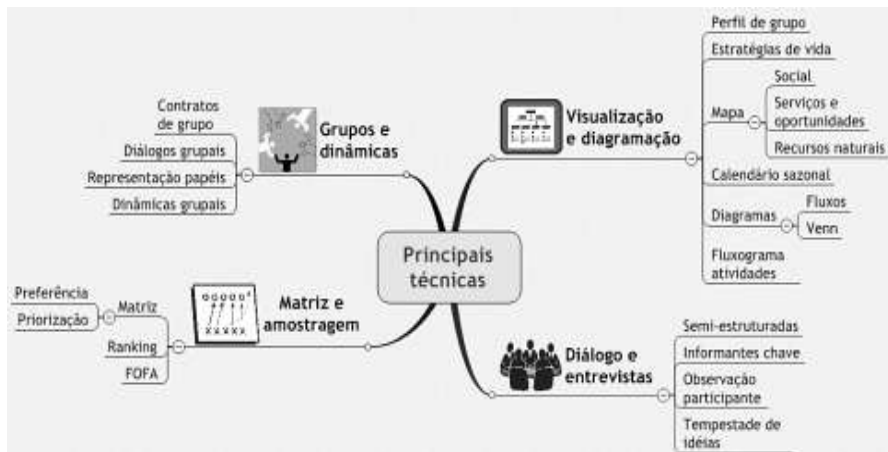 Principais
técnicas
Grupos e
dinâmicas
Contratos
de grupo
Diálogos grupais
Representação papéis
Dinâmicas grupais
Visualização
e diagramação
Perfil de grupo
Estratégias de vida
Mapa
Social
Serviços e
oportunidades
Recursos naturais
Calendário sazonal
Diagramas
Fluxos
Venn
Fluxograma
atividades
Matriz e
amostragem
Matriz
Preferência
Priorização
Ranking
FOFA
Diálogo e
entrevistas
Semi-estruturadas
Informantes chave
Observação
participante
Tempestade de
idéias